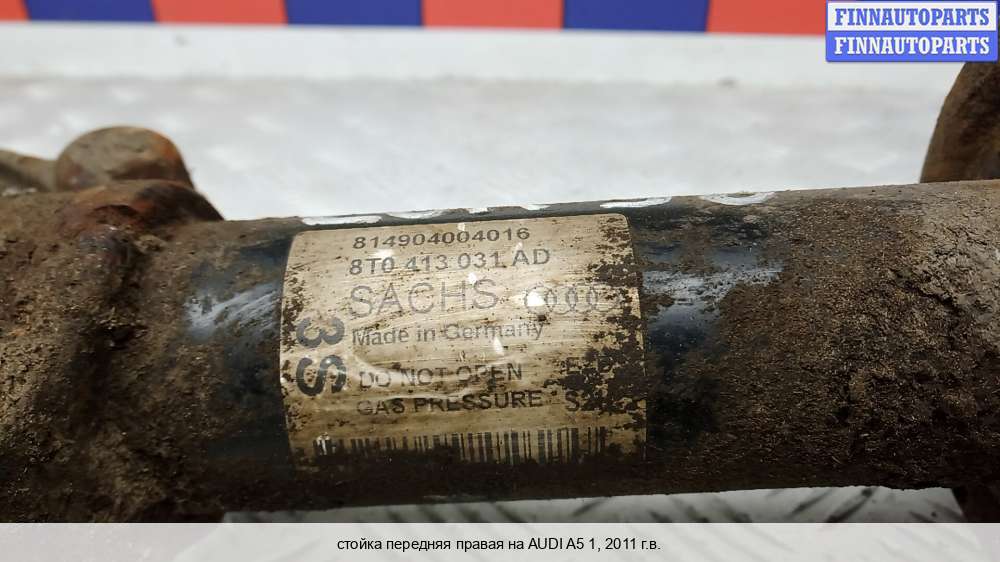 FINNAUTOPARTS
FINNAUTOPARTS
814904004016
8T0 413 031 AD
SACHS
Made in Germany
3S
DO NOT OPEN
GAS PRESSURE
стойка передняя правая на AUDI A5 1, 2011 г.в.